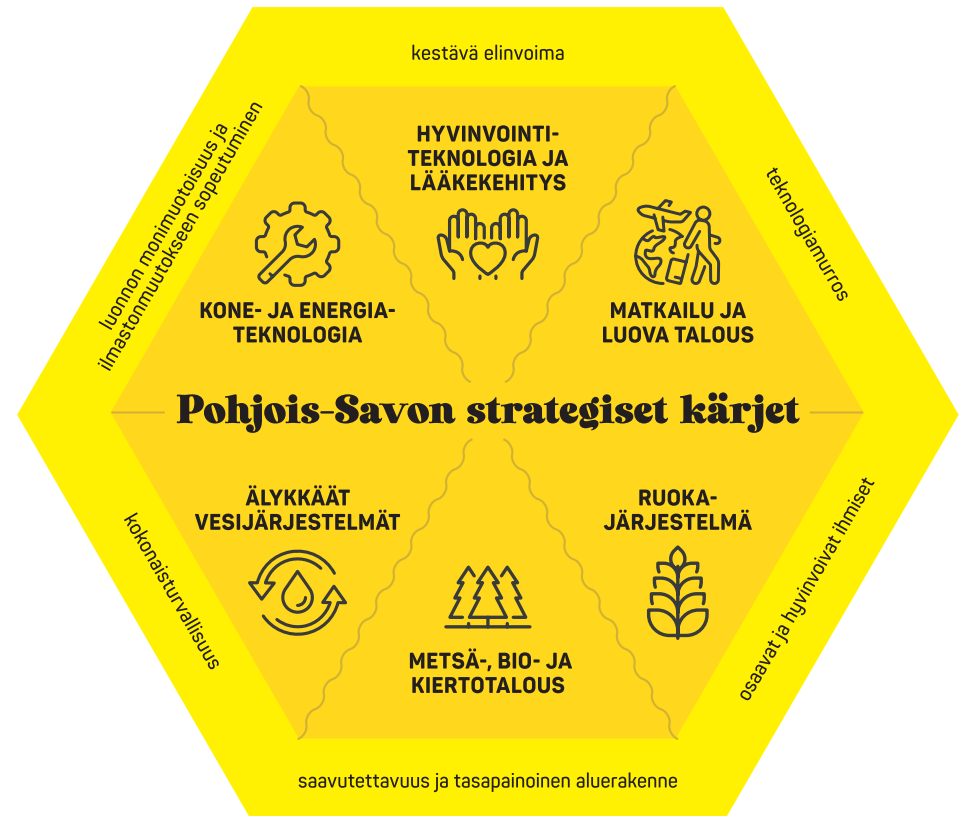 kestävä elinvoima
luonnon monimuotoisuus ja
ilmastonmuutokseen sopeutuminen
teknologiamurros
HYVINVOINTI-
TEKNOLOGIA JA
LÄÄKEKEHITYS
KONE- JA ENERGIA-
TEKNOLOGIA
MATKAILU JA
LUOVA TALOUS
Pohjois-Savon strategiset kärjet
ÄLYKKÄÄT
VESIJÄRJESTELMÄT
RUOKA-
JÄRJESTELMÄ
METSÄ-, BIO- JA
KIERTOTALOUS
kokonaisturvallisuus
osaavat ja hyvinvoivat ihmiset
saavutettavuus ja tasapainoinen aluerakenne